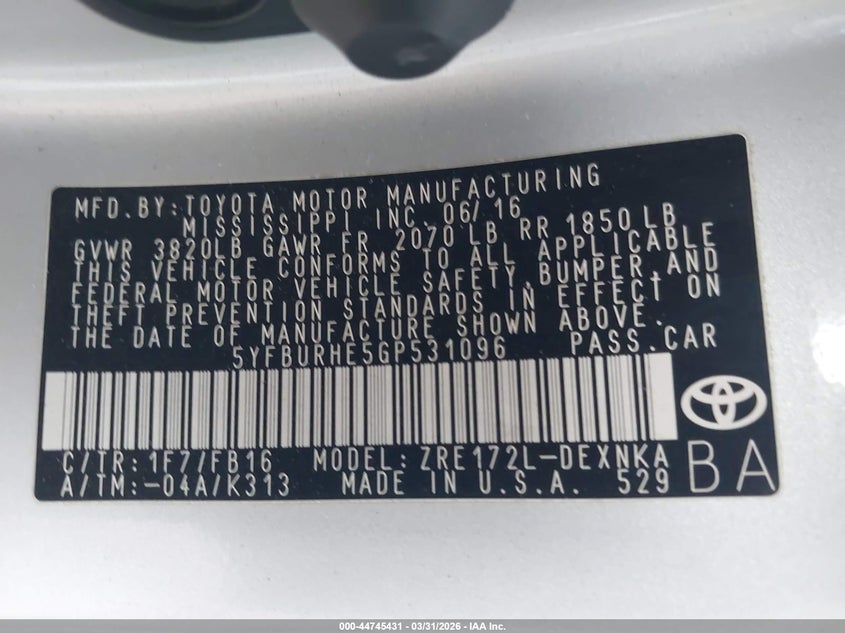 MFD.BY:TOYOTA MOTOR MANUFACTURING
MISSISSIPPI INC. 06/16
GVWR 3820LB GAWR FR 2070 LB RR 1850 LB
THIS VEHICLE CONFORMS TO ALL APPLICABLE
FEDERAL MOTOR VEHICLE SAFETY,BUMPER,AND
THEFT PREVENTION STANDARDS IN EFFECT ON
THE DATE OF MANUFACTURE SHOWN ABOVE.
5YFBURHE5GP531096 PASS.CAR
C/TR:1F7/FB16 MODEL:ZRE172L-DEXNKA
A/TM:-04A/K313 MADE IN U.S.A. 529
BA
000-44745431 - 03/31/2026 - IAA Inc.